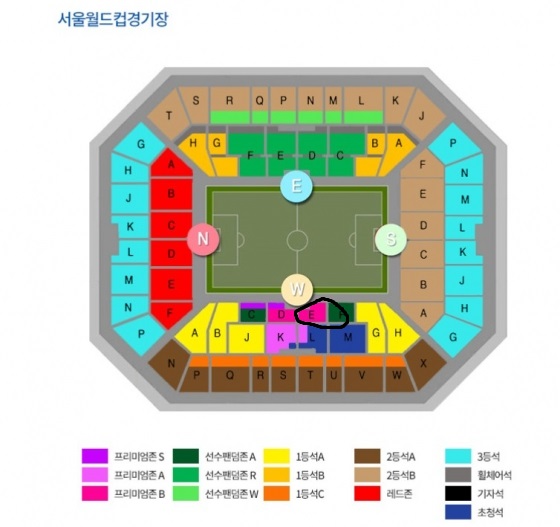 서울월드컵경기장
T S R Q P N M L K J
G H G F E D C B A P
H A F N
J B E M
K C N E S D L
L D C K
M E B J
N F W A H
P A B C D E F G H G
J K L M
N P Q R S T U V W X
프리미엄존 S 선수팬덤존 A 1등석A 2등석A 3등석
프리미엄존 A 선수팬덤존 R 1등석B 2등석B 휠체어석
프리미엄존 B 선수팬덤존 W 1등석C 레드존 기자석
초청석